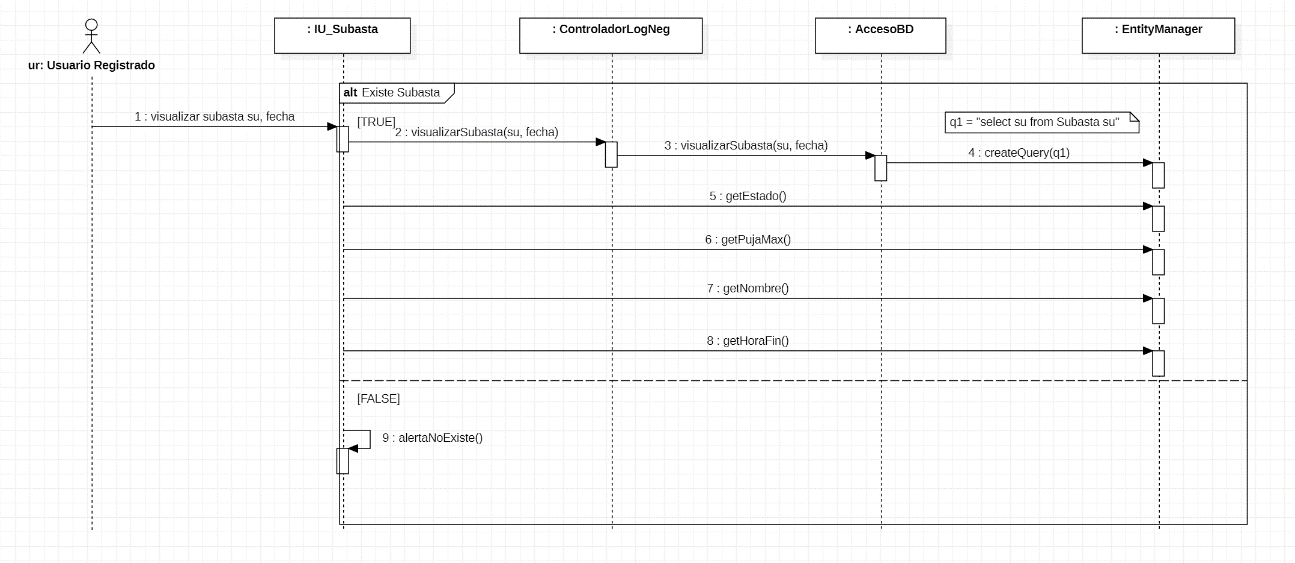 : IU_Subasta
: ControladorLogNeg
: AccesoBD
: EntityManager
ur: Usuario Registrado
alt Existe Subasta
1 : visualizar subasta su, fecha
[TRUE]
q1 = "select su from Subasta su"
2 : visualizarSubasta(su, fecha)
3 : visualizarSubasta(su, fecha)
4 : createQuery(q1)
5 : getEstado()
6 : getPujaMax()
7 : getNombre()
8 : getHoraFin()
[FALSE]
9 : alertaNoExiste()